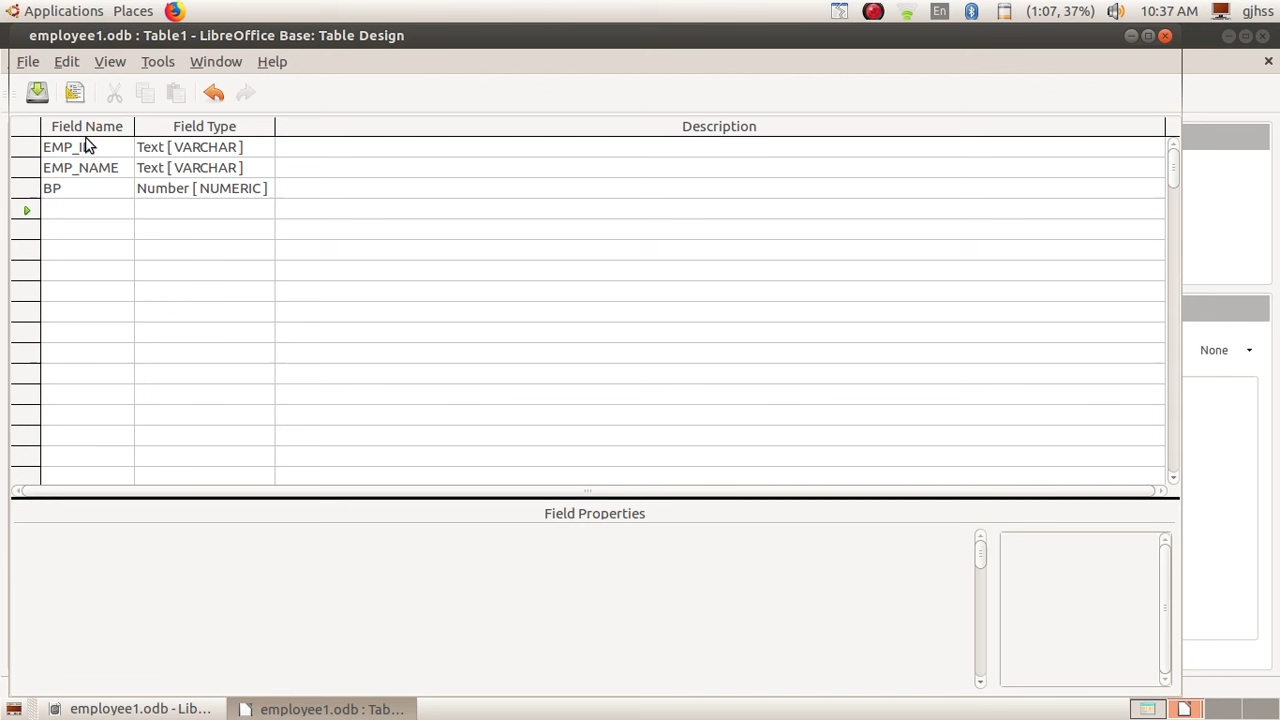 Applications Places En (1:07, 37%) 10:37 AM gjhss
employee1.odb : Table1 - LibreOffice Base: Table Design
File Edit View Tools Window Help
Field Name Field Type Description
EMP_ID Text [ VARCHAR ]
EMP_NAME Text [ VARCHAR ]
BP Number [ NUMERIC ]
None
Field Properties
employee1.odb - Lib... employee1.odb : Tab...